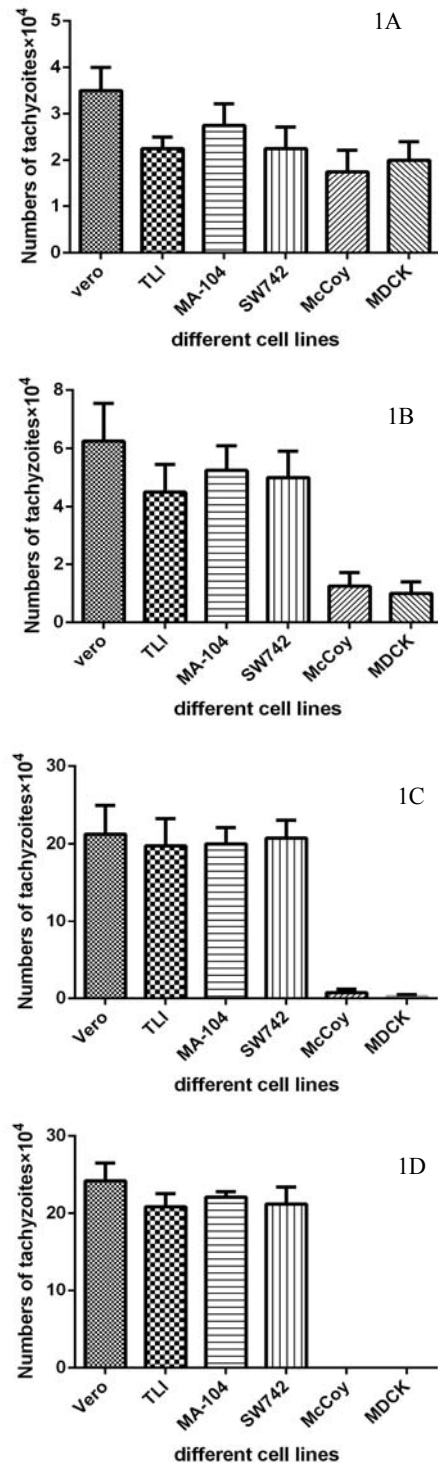 1A
Numbers of tachyzoites×10⁴
5
4
3
2
1
0
vero
TLI
MA-104
SW742
McCoy
MDCK
different cell lines
1B
Numbers of tachyzoites×10⁴
8
6
4
2
0
vero
TLI
MA-104
SW742
McCoy
MDCK
different cell lines
1C
Numbers of tachyzoites×10⁴
30
20
10
0
Vero
TLI
MA-104
SW742
McCoy
MDCK
different cell lines
1D
Numbers of tachyzoites×10⁴
30
20
10
0
Vero
TLI
MA-104
SW742
McCoy
MDCK
different cell lines